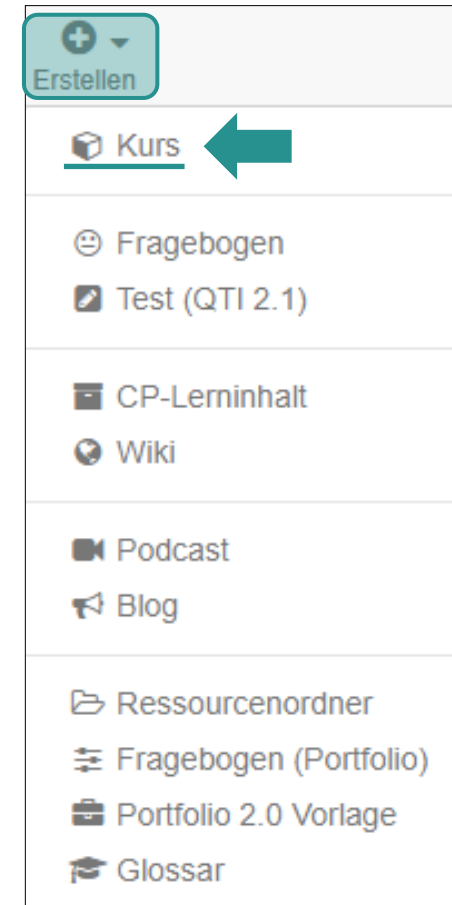 Erstellen
Kurs
Fragebogen
Test (QTI 2.1)
CP-Lerninhalt
Wiki
Podcast
Blog
Ressourcenordner
Fragebogen (Portfolio)
Portfolio 2.0 Vorlage
Glossar